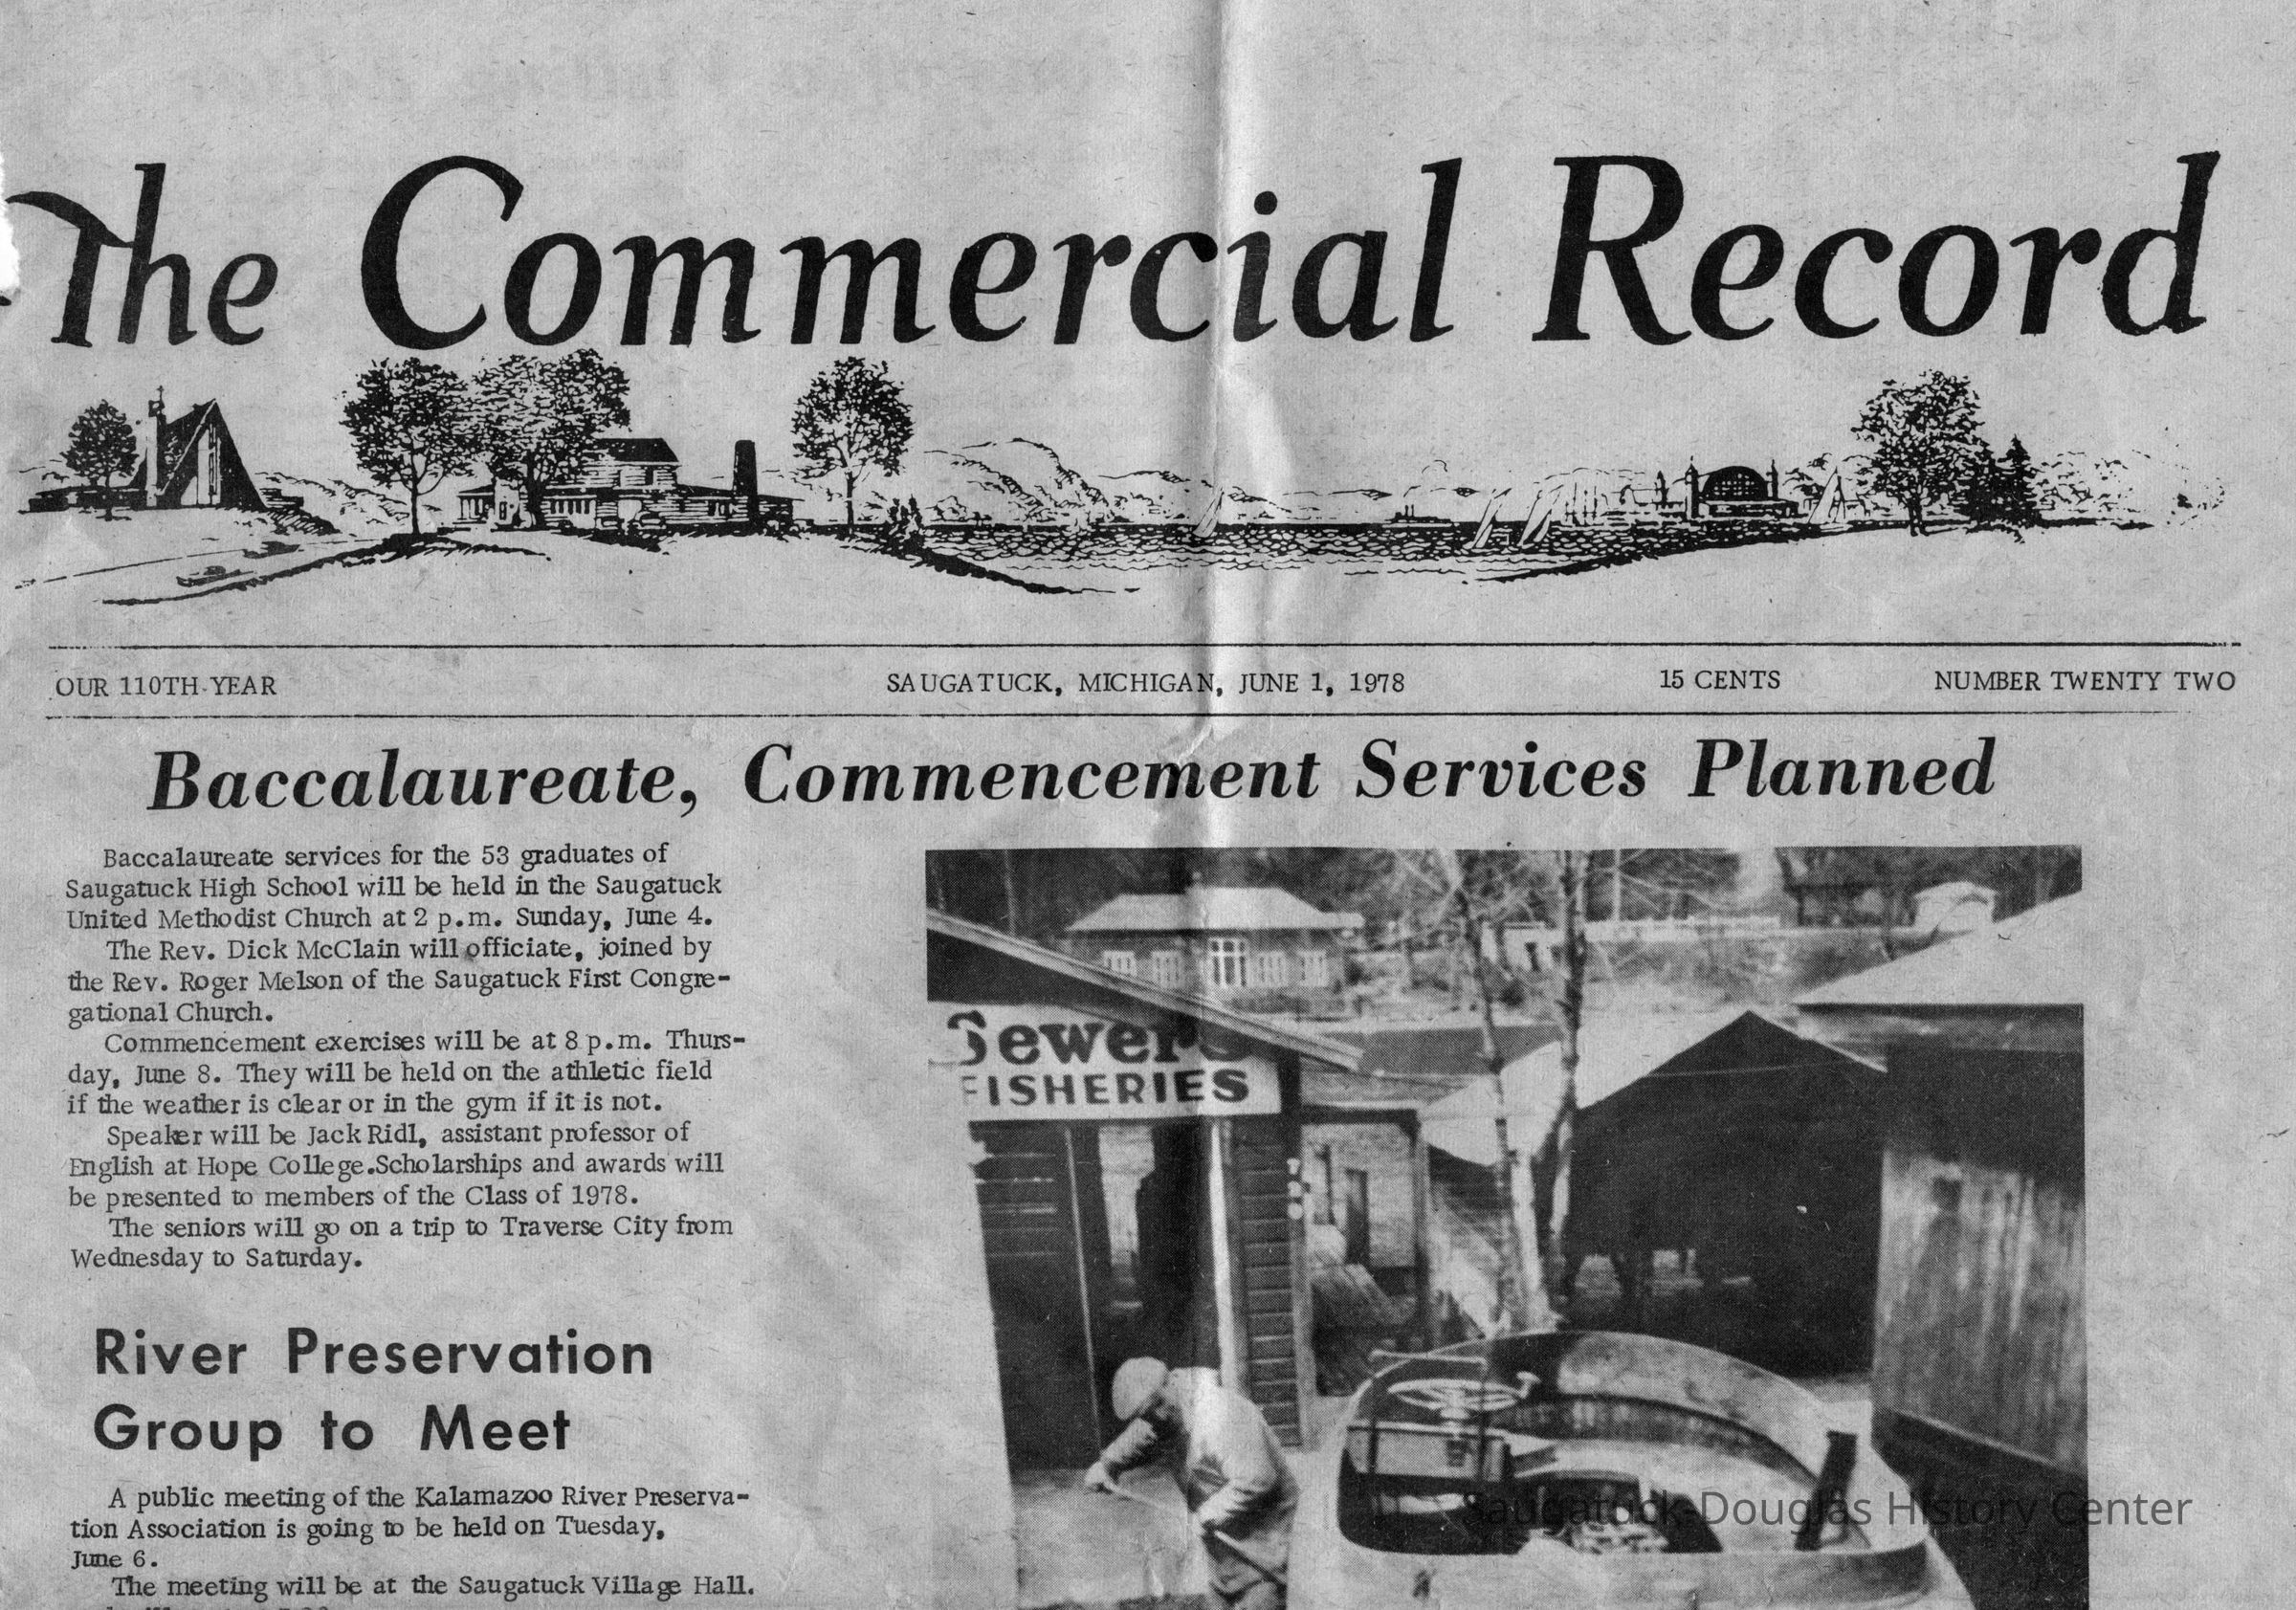 The Commercial Record
OUR 110TH YEAR SAUGATUCK, MICHIGAN, JUNE 1, 1978 15 CENTS NUMBER TWENTY TWO
Baccalaureate, Commencement Services Planned
Baccalaureate services for the 53 graduates of
Saugatuck High School will be held in the Saugatuck
United Methodist Church at 2 p.m. Sunday, June 4.
The Rev. Dick McClain will officiate, joined by
the Rev. Roger Melson of the Saugatuck First Congre-
gational Church.
Commencement exercises will be at 8 p.m. Thurs-
day, June 8. They will be held on the athletic field
if the weather is clear or in the gym if it is not.
Speaker will be Jack Ridl, assistant professor of
English at Hope College.Scholarships and awards will
be presented to members of the Class of 1978.
The seniors will go on a trip to Traverse City from
Wednesday to Saturday.
River Preservation
Group to Meet
A public meeting of the Kalamazoo River Preserva-
tion Association is going to be held on Tuesday,
June 6.
The meeting will be at the Saugatuck Village Hall.
Sewers
FISHERIES
Saugatuck-Douglas History Center